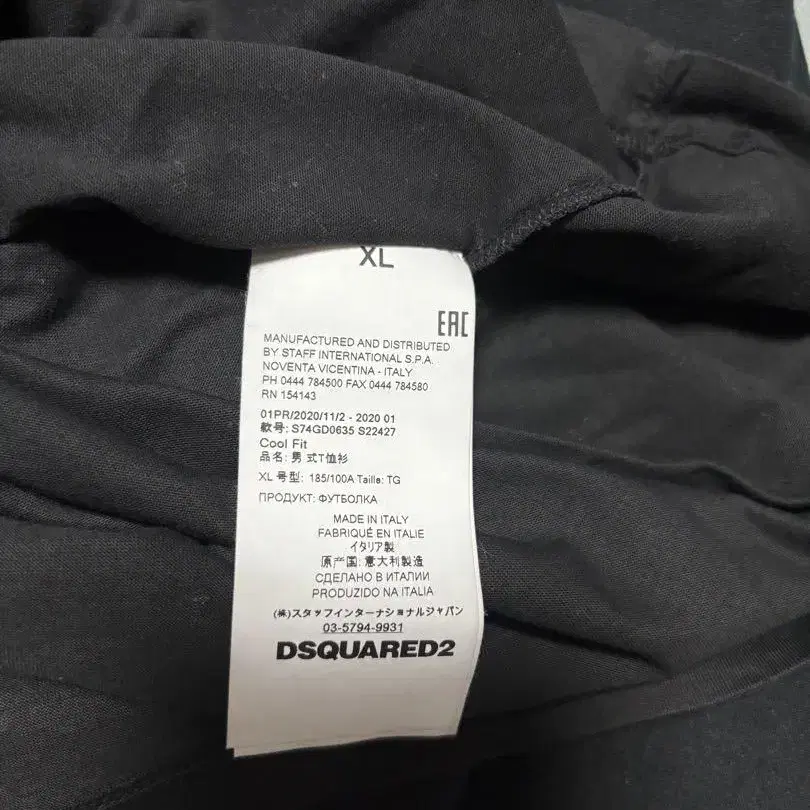 XL
EAC
MANUFACTURED AND DISTRIBUTED
BY STAFF INTERNATIONAL S.P.A.
NOVENTA VICENTINA - ITALY
PH 0444 784500 FAX 0444 784580
RN 154143
01PR/2020/11/2 - 2020 01
款号: S74GD0635 S22427
Cool Fit
品名: 男 式T恤衫
XL 号型: 185/100A Taille: TG
ПРОДУКТ: ФУТБОЛКА
MADE IN ITALY
FABRIQUÉ EN ITALIE
イタリア製
原产国: 意大利製造
СДЕЛАНО В ИТАЛИИ
PRODUZIDO NA ITALIA
(株)スタッフインターナショナルジャパン
03-5794-9931
DSQUARED2